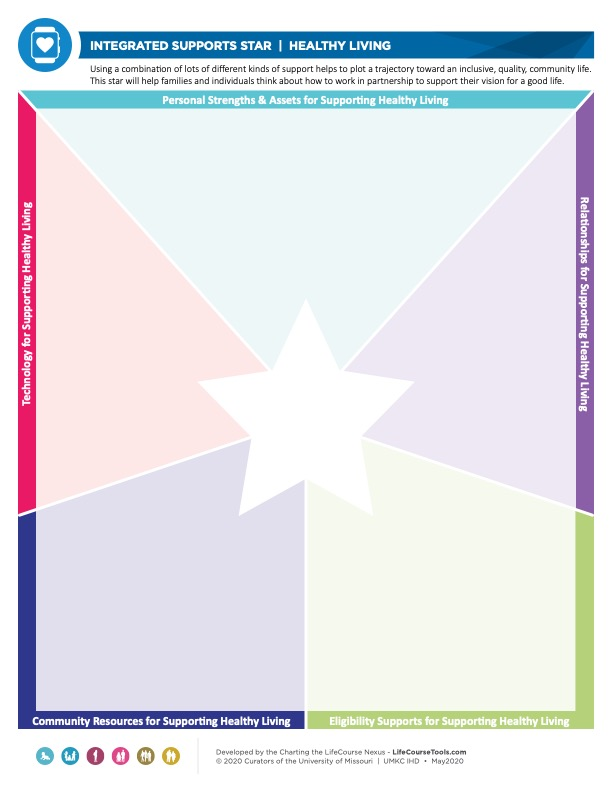 INTEGRATED SUPPORTS STAR | HEALTHY LIVING
Using a combination of lots of different kinds of support helps to plot a trajectory toward an inclusive, quality, community life.
This star will help families and individuals think about how to work in partnership to support their vision for a good life.
Personal Strengths & Assets for Supporting Healthy Living
Technology for Supporting Healthy Living
Relationships for Supporting Healthy Living
Community Resources for Supporting Healthy Living
Eligibility Supports for Supporting Healthy Living
Developed by the Charting the LifeCourse Nexus - LifeCourseTools.com
© 2020 Curators of the University of Missouri | UMKC IHD • May2020